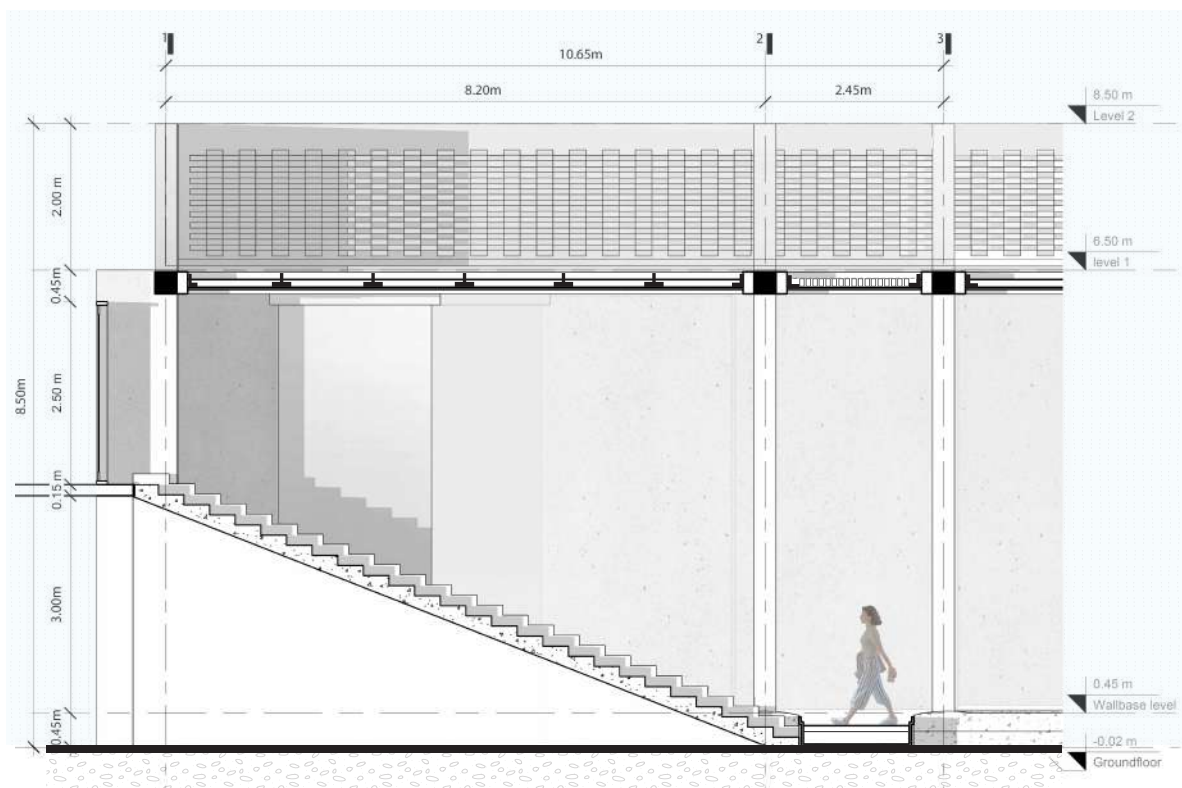 1
2
3
10.65m
8.20m
2.45m
8.50 m
Level 2
2.00 m
6.50 m
level 1
0.45m
2.50 m
8.50m
0.15 m
3.00m
0.45 m
Wallbase level
0.45m
-0.02 m
Groundfloor